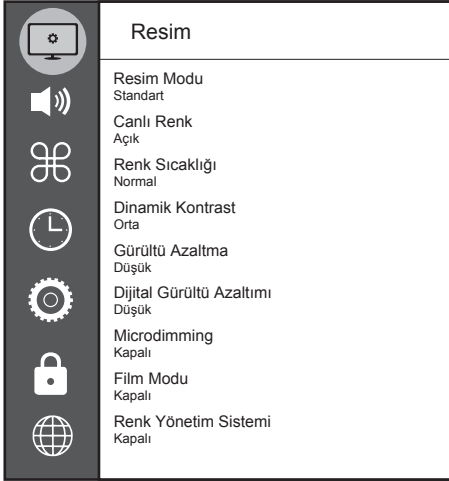 Resim
Resim Modu
Standart
Canlı Renk
Açık
Renk Sıcaklığı
Normal
Dinamik Kontrast
Orta
Gürültü Azaltma
Düşük
Dijital Gürültü Azaltımı
Düşük
Microdimming
Kapalı
Film Modu
Kapalı
Renk Yönetim Sistemi
Kapalı